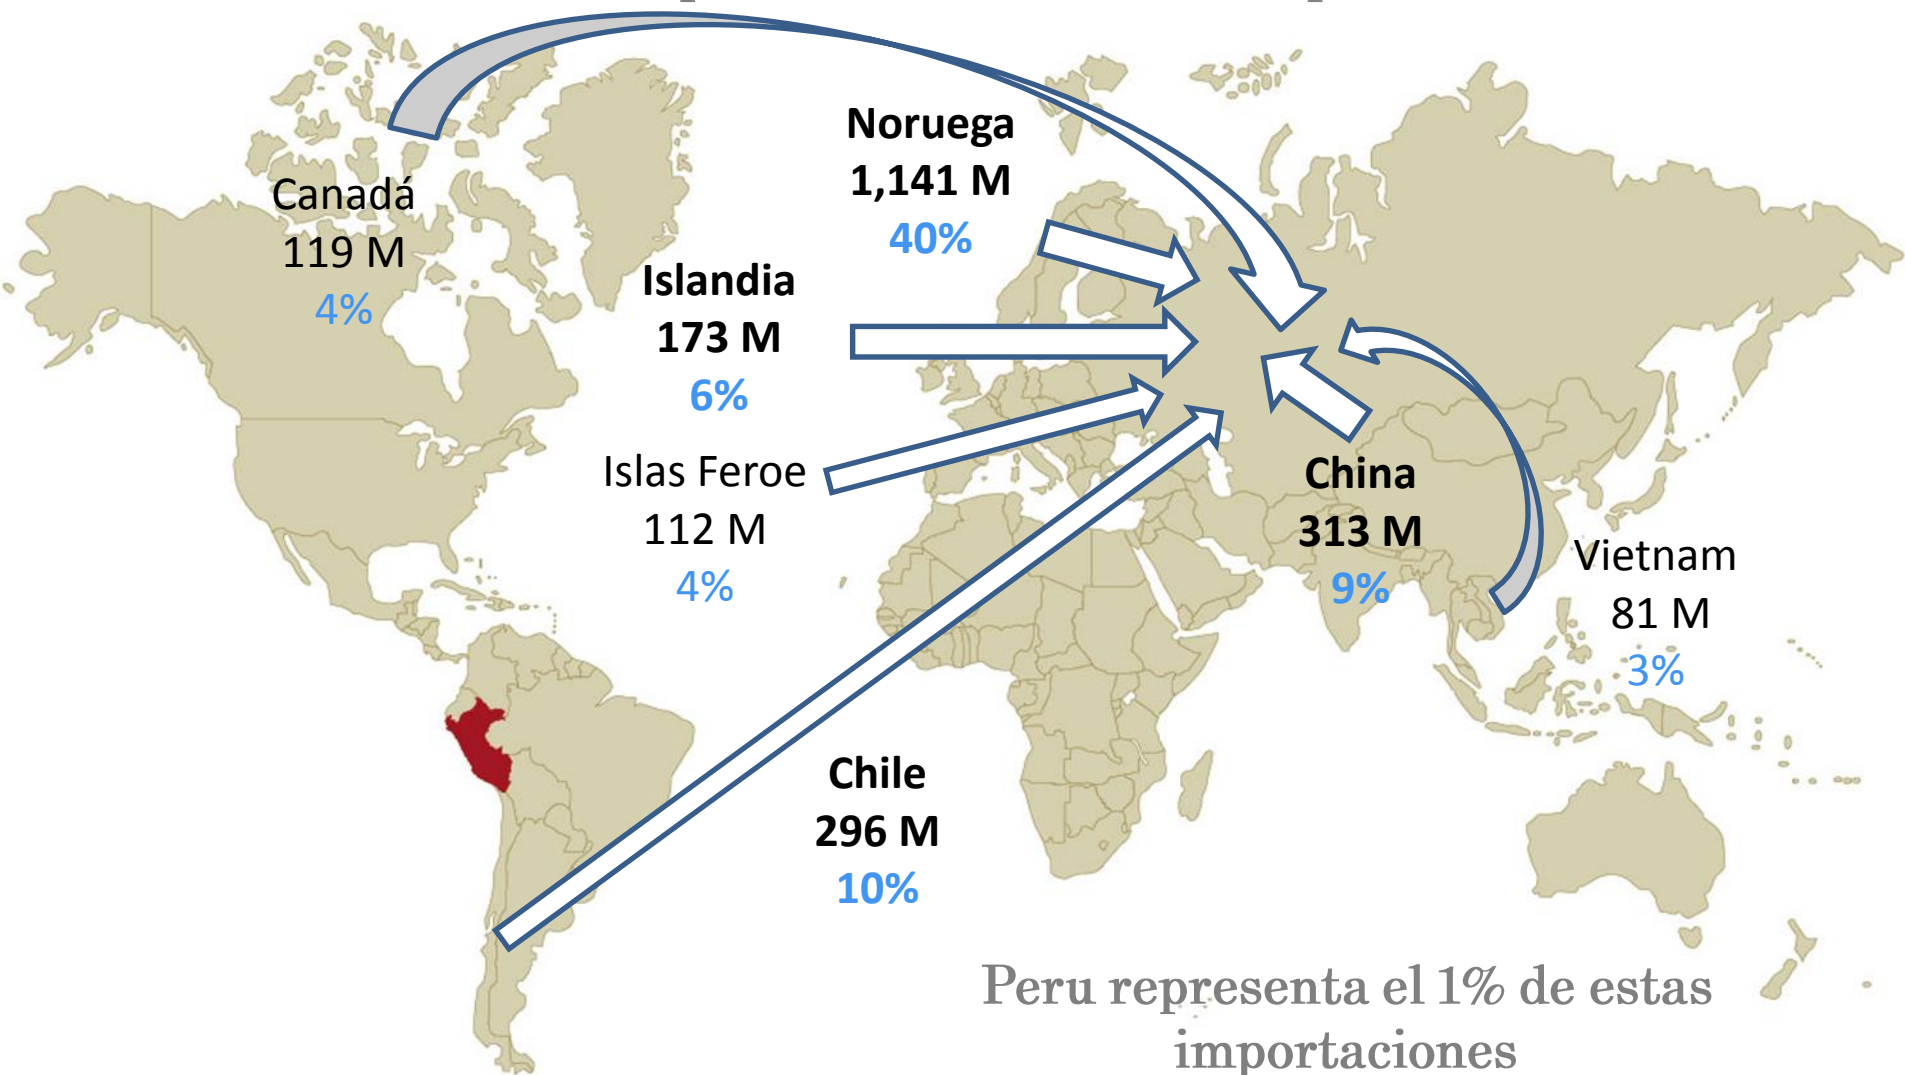 Noruega
1,141 M
40%
Canadá
119 M
4%
Islandia
173 M
6%
Islas Feroe
112 M
4%
China
313 M
9%
Vietnam
81 M
3%
Chile
296 M
10%
Peru representa el 1% de estas
importaciones